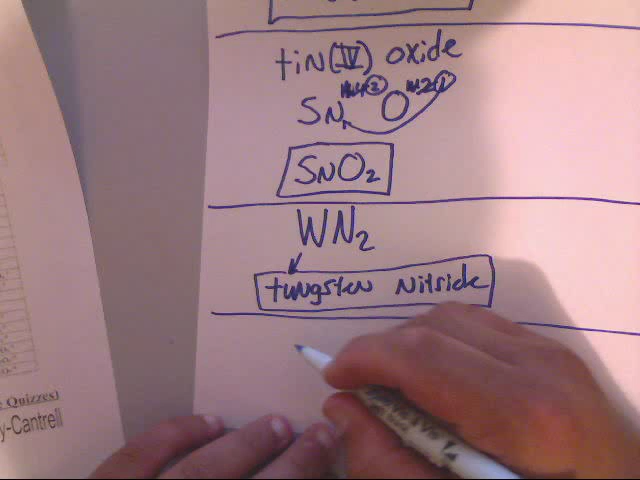 tin(IV) oxide
Sn O
SnO2
WN2
tungsten Nitride
Quizzes)
y-Cantrell